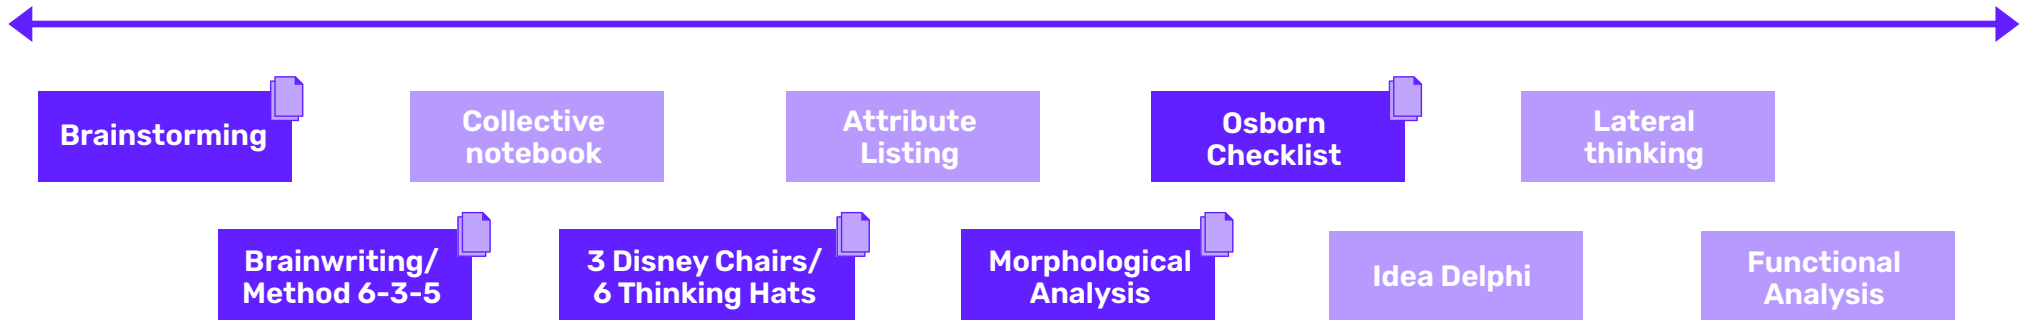 Brainstorming
Collective
notebook
Attribute
Listing
Osborn
Checklist
Lateral
thinking
Brainwriting/
Method 6-3-5
3 Disney Chairs/
6 Thinking Hats
Morphological
Analysis
Idea Delphi
Functional
Analysis